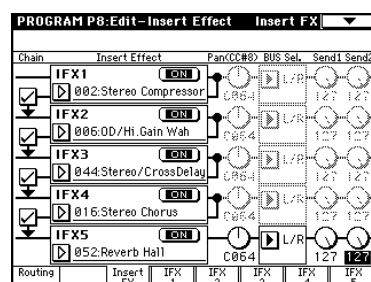 PROGRAM P8:Edit-Insert Effect Insert FX
Chain Insert Effect Pan(CC#8) BUS Sel. Send1 Send2
IFX1 ON
002:Stereo Compressor C064 L/R 127 127
IFX2 ON
006:OD/Hi.Gain Wah C064 L/R 127 127
IFX3 ON
044:Stereo/CrossDelay C064 L/R 127 127
IFX4 ON
016:Stereo Chorus C064 L/R 127 127
IFX5 ON
052:Reverb Hall C064 L/R 127 127
Routing Insert FX IFX 1 IFX 2 IFX 3 IFX 4 IFX 5